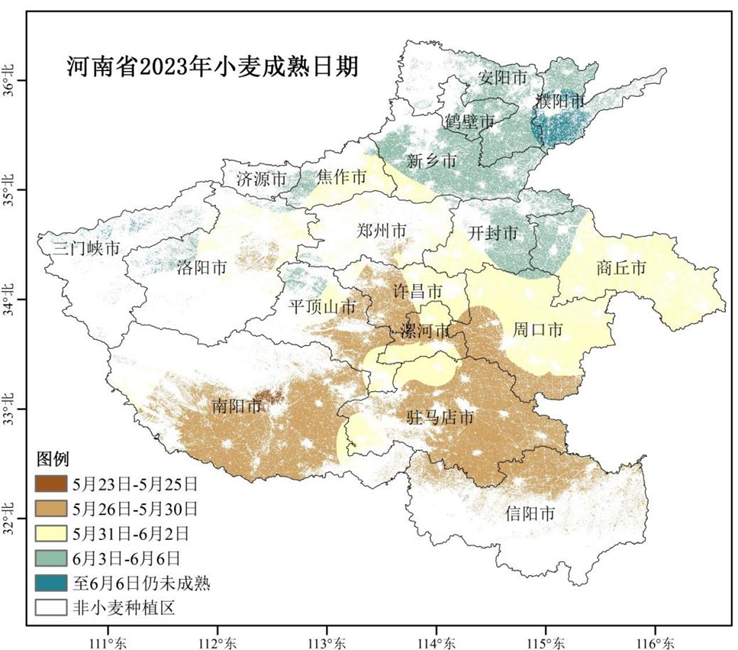 河南省2023年小麦成熟日期
安阳市
濮阳市
鹤壁市
新乡市
济源市
焦作市
三门峡市
洛阳市
郑州市
开封市
商丘市
平顶山市
许昌市
漯河市
周口市
南阳市
驻马店市
信阳市
图例
5月23日-5月25日
5月26日-5月30日
5月31日-6月2日
6月3日-6月6日
至6月6日仍未成熟
非小麦种植区
36°北
35°北
34°北
33°北
32°北
111°东
112°东
113°东
114°东
115°东
116°东